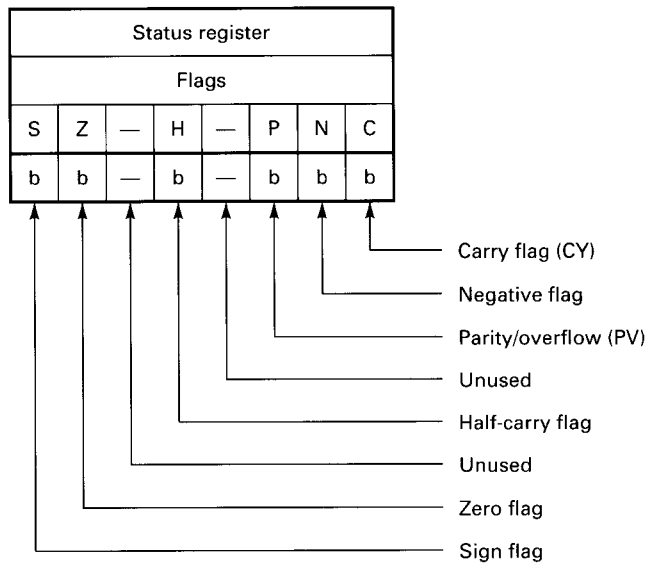 Status register
Flags
S Z — H — P N C
b b — b — b b b
Carry flag (CY)
Negative flag
Parity/overflow (PV)
Unused
Half-carry flag
Unused
Zero flag
Sign flag